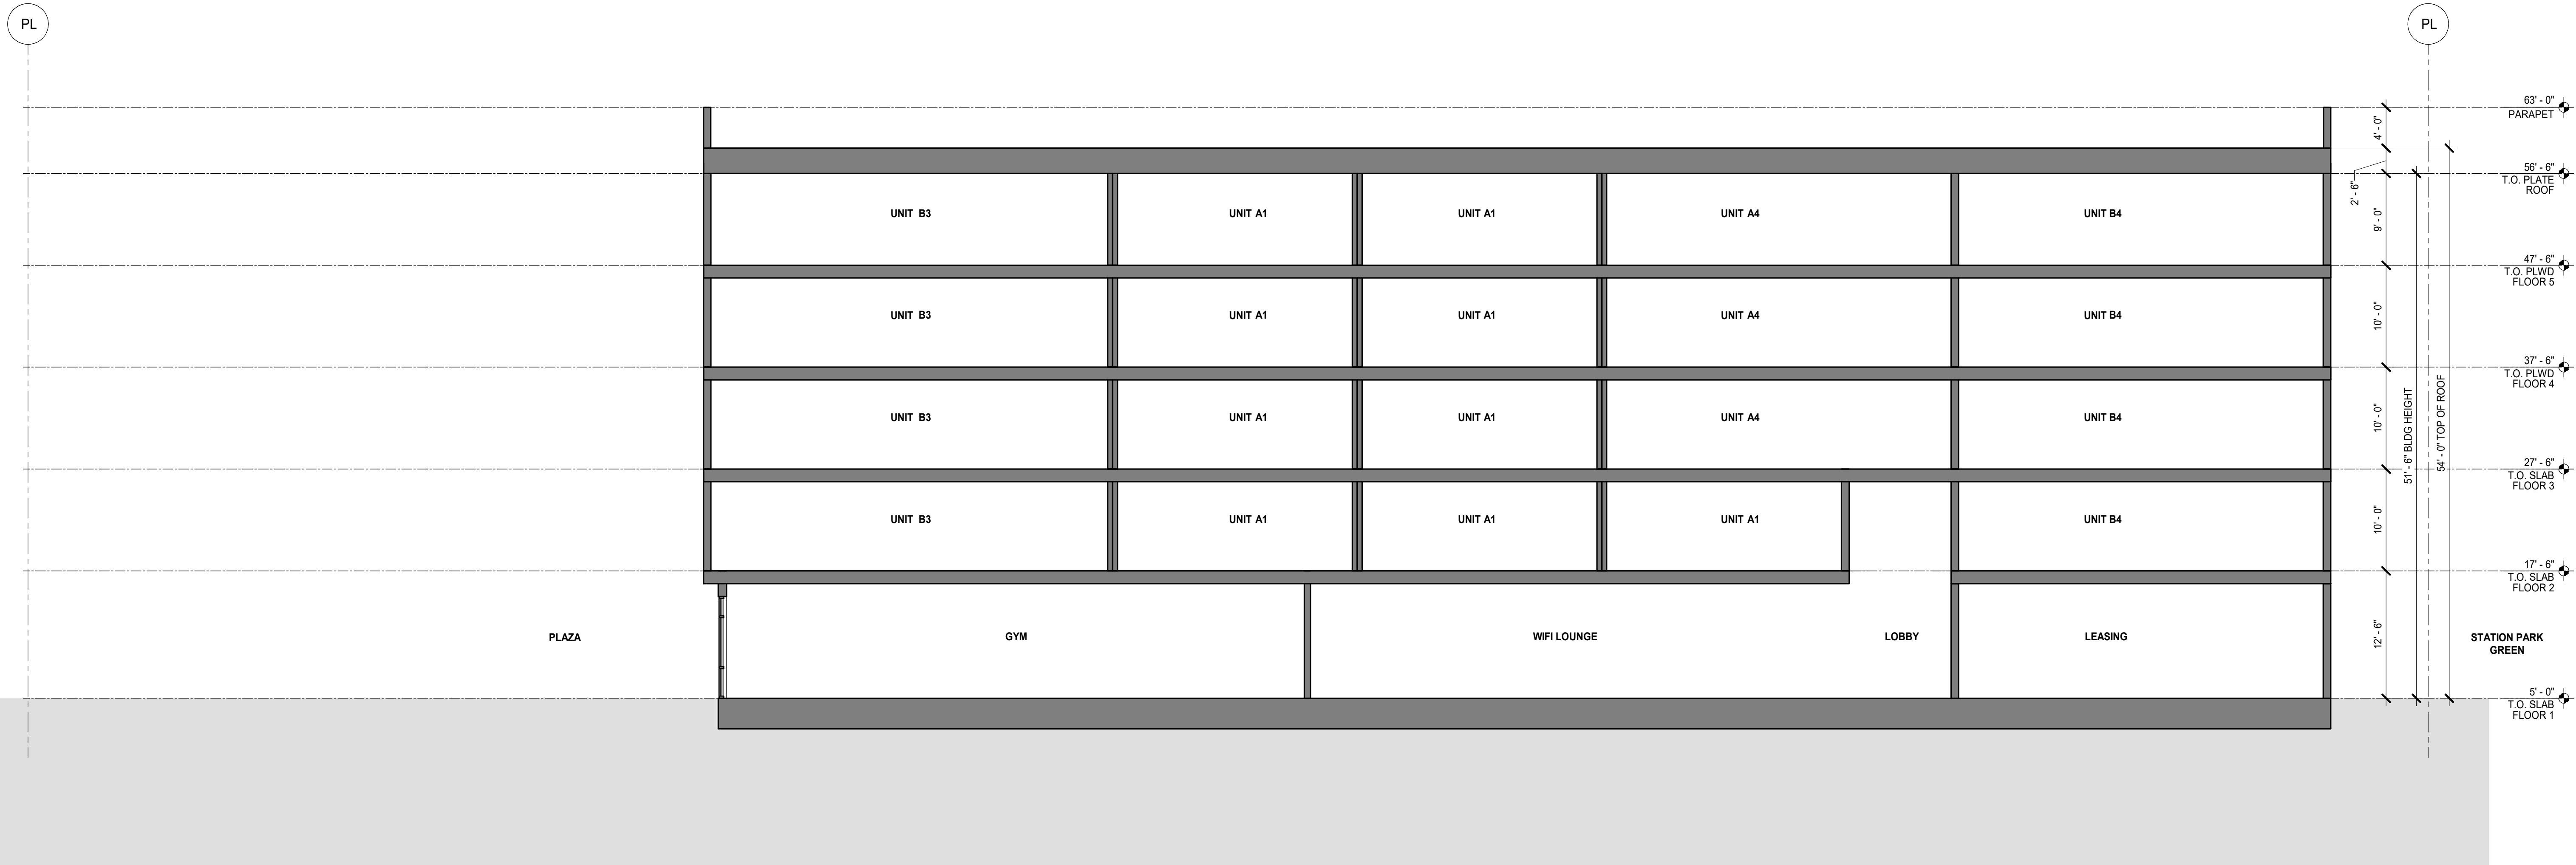 PL
PL
63' - 0"
PARAPET
4' - 0"
56' - 6"
T.O. PLATE
ROOF
2' - 6"
UNIT B3
UNIT A1
UNIT A1
UNIT A4
UNIT B4
9' - 0"
47' - 6"
T.O. PLWD
FLOOR 5
UNIT B3
UNIT A1
UNIT A1
UNIT A4
UNIT B4
10' - 0"
37' - 6"
T.O. PLWD
FLOOR 4
UNIT B3
UNIT A1
UNIT A1
UNIT A4
UNIT B4
10' - 0"
51' - 6" BLDG HEIGHT
54' - 0" TOP OF ROOF
27' - 6"
T.O. SLAB
FLOOR 3
UNIT B3
UNIT A1
UNIT A1
UNIT A1
UNIT B4
10' - 0"
17' - 6"
T.O. SLAB
FLOOR 2
PLAZA
GYM
WIFI LOUNGE
LOBBY
LEASING
12' - 6"
STATION PARK
GREEN
5' - 0"
T.O. SLAB
FLOOR 1